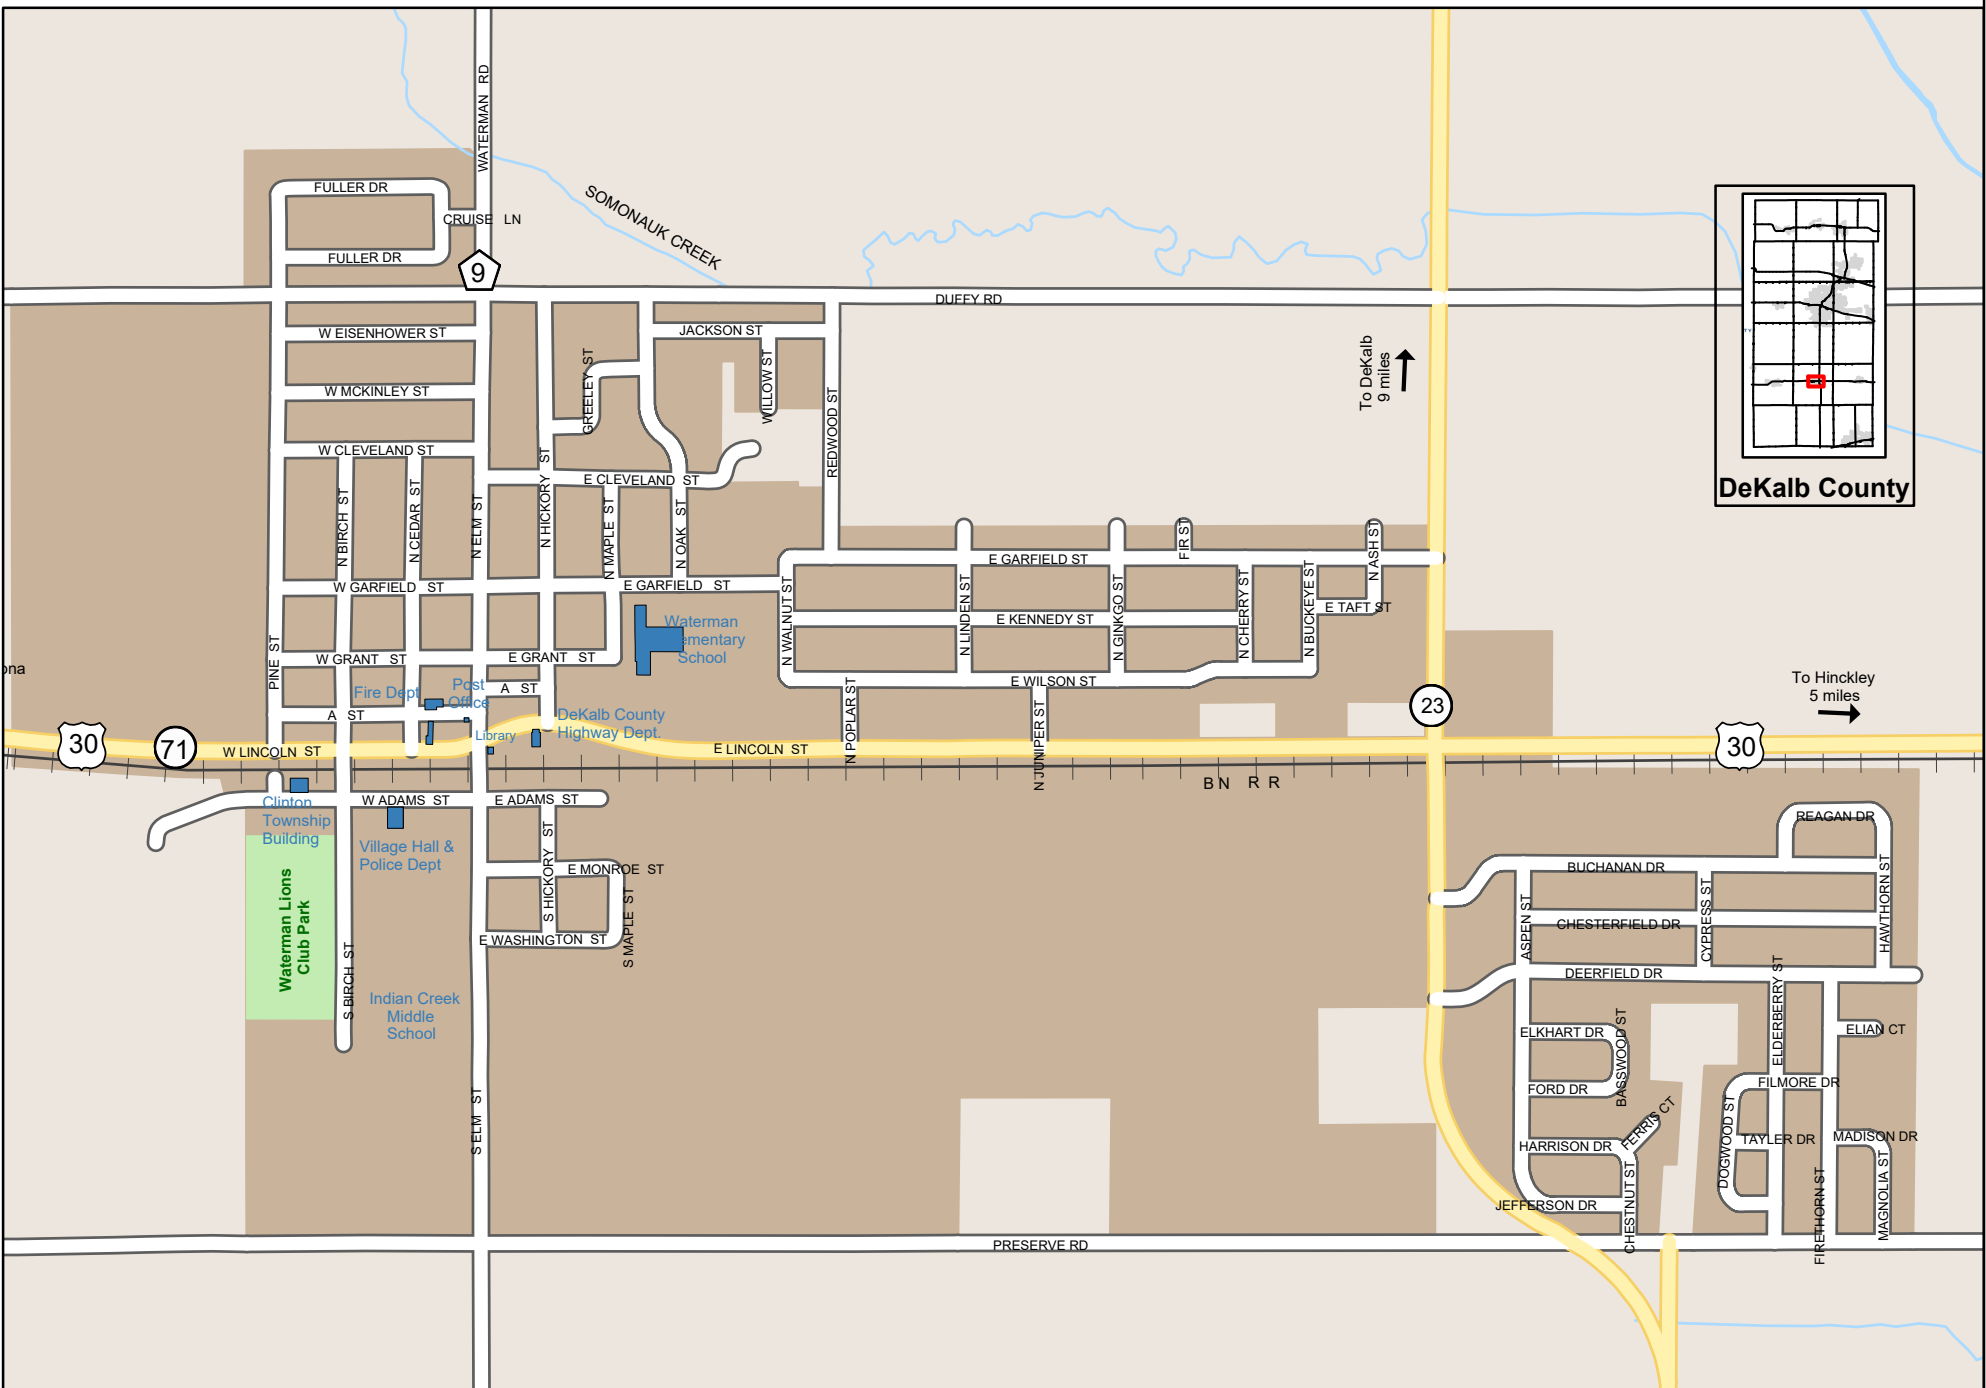 WATERMAN RD
FULLER DR
CRUISE LN
FULLER DR
SOMONAUK CREEK
9
DUFFY RD
W EISENHOWER ST
JACKSON ST
W MCKINLEY ST
GREELEY ST
WILLOW ST
REDWOOD ST
To DeKalb
9 miles
DeKalb County
W CLEVELAND ST
E CLEVELAND ST
N BIRCH ST
N CEDAR ST
N ELM ST
N HICKORY ST
N MAPLE ST
N OAK ST
FIR ST
N ASH ST
E GARFIELD ST
W GARFIELD ST
E GARFIELD ST
N WALNUT ST
N LINDEN ST
N GINKGO ST
N CHERRY ST
N BUCKEYE ST
E TAFT ST
E KENNEDY ST
Waterman
ementary
School
PINE ST
W GRANT ST
E GRANT ST
ona
E WILSON ST
A ST
Fire Dept
Post
Office
A ST
DeKalb County
Highway Dept.
Library
N POPLAR ST
N JUNIPER ST
23
To Hinckley
5 miles
30
71
W LINCOLN ST
E LINCOLN ST
30
BN R R
Clinton
Township
Building
W ADAMS ST
E ADAMS ST
Village Hall &
Police Dept
S HICKORY ST
E MONROE ST
S MAPLE ST
E WASHINGTON ST
Waterman Lions
Club Park
S BIRCH ST
Indian Creek
Middle
School
S ELM ST
REAGAN DR
BUCHANAN DR
HAWTHORN ST
ASPEN ST
CYPRESS ST
CHESTERFIELD DR
DEERFIELD DR
ELDERBERRY ST
ELKHART DR
BASSWOOD ST
ELIAN CT
FORD DR
FILMORE DR
DOGWOOD ST
FERRIS CT
HARRISON DR
TAYLER DR
MADISON DR
CHESTNUT ST
FIRETHORN ST
MAGNOLIA ST
JEFFERSON DR
PRESERVE RD